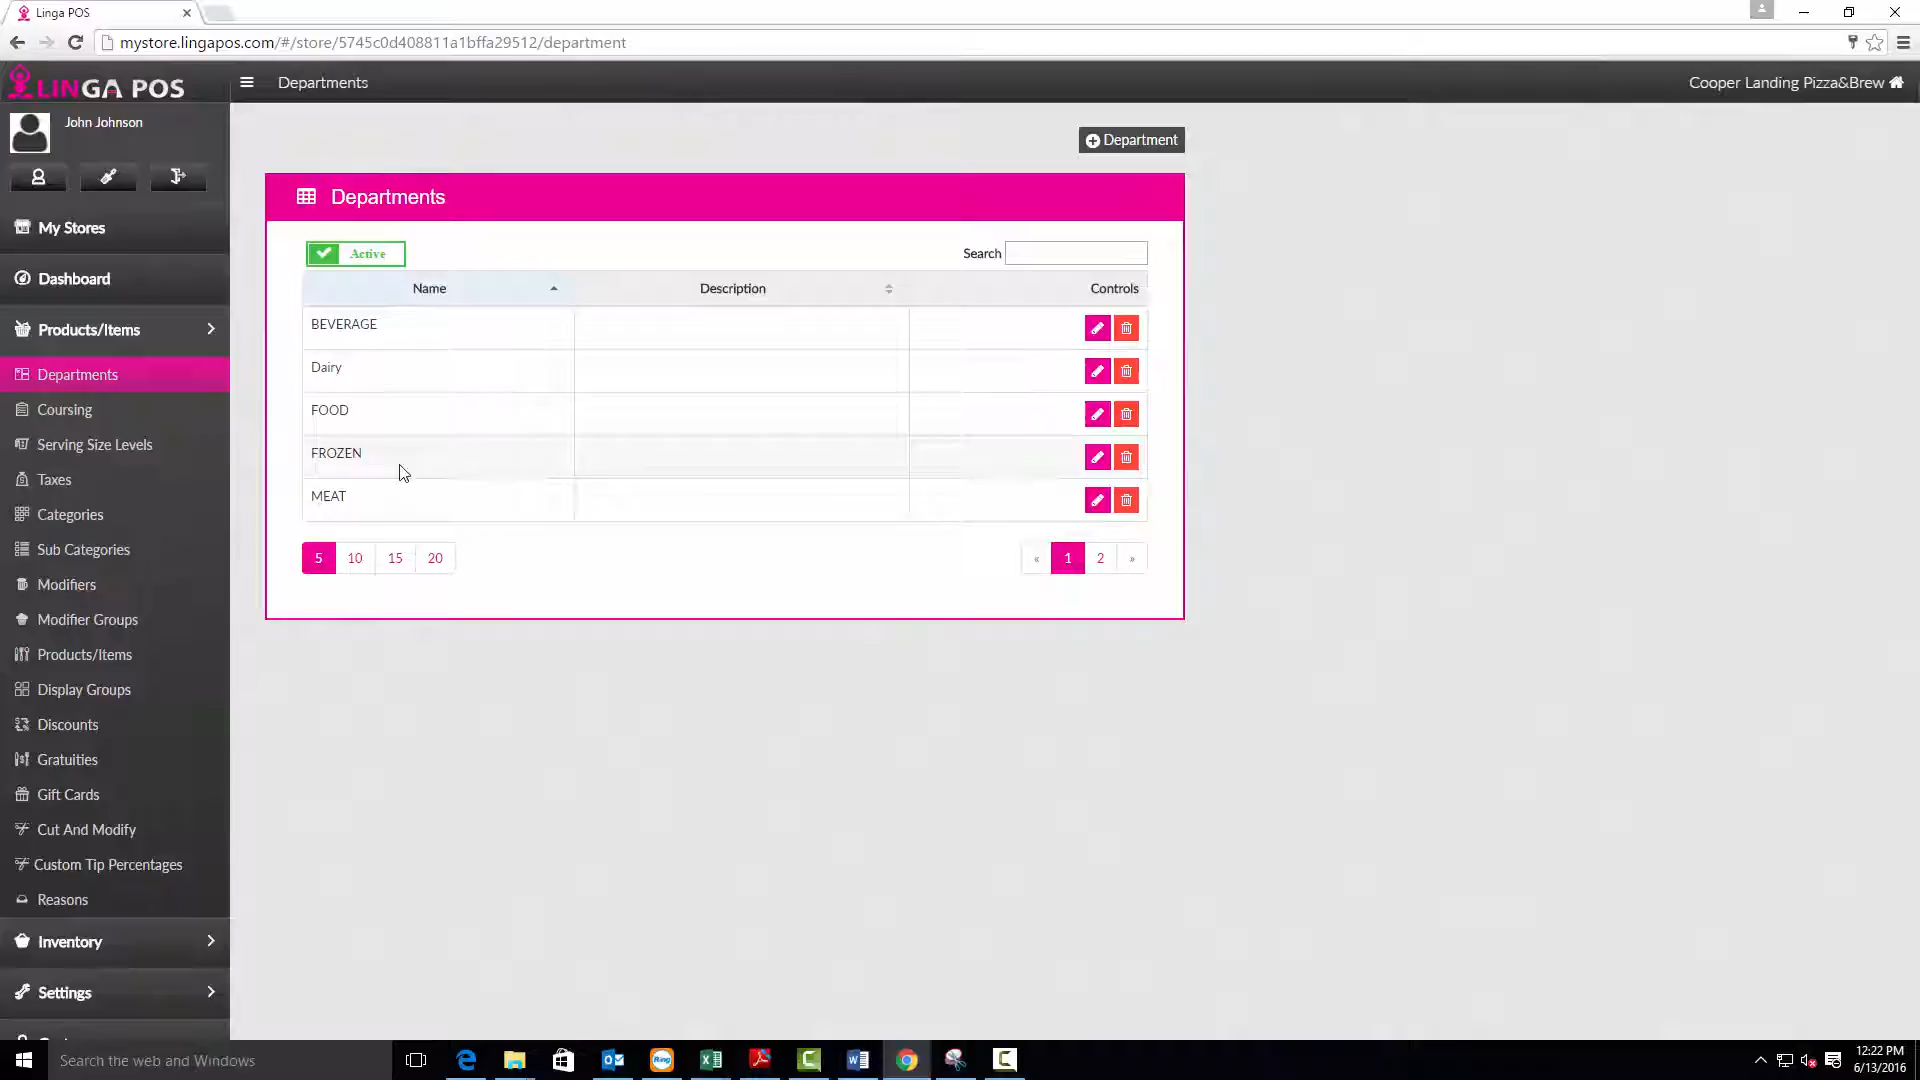 Linga POS
mystore.lingapos.com/#/store/5745c0d408811a1bffa29512/department
LINGA POS
Departments
Cooper Landing Pizza&Brew
John Johnson
My Stores
Dashboard
Products/Items
Departments
Coursing
Serving Size Levels
Taxes
Categories
Sub Categories
Modifiers
Modifier Groups
Products/Items
Display Groups
Discounts
Gratuities
Gift Cards
Cut And Modify
Custom Tip Percentages
Reasons
Inventory
Settings
Department
Departments
Active
Search
Name Description Controls
BEVERAGE
Dairy
FOOD
FROZEN
MEAT
5 10 15 20
« 1 2 »
Search the web and Windows
Ring
12:22 PM
6/13/2016